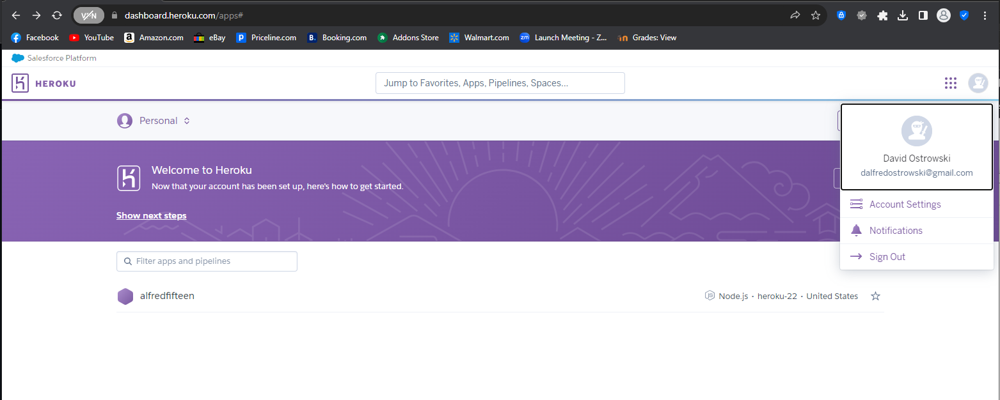 VPN
dashboard.heroku.com/apps#
Facebook YouTube a Amazon.com eBay P Priceline.com B. Booking.com Addons Store Walmart.com zm Launch Meeting - Z... Grades: View
Salesforce Platform
HEROKU
Jump to Favorites, Apps, Pipelines, Spaces...
Personal
David Ostrowski
dalfredostrowski@gmail.com
Account Settings
Notifications
Sign Out
Welcome to Heroku
Now that your account has been set up, here's how to get started.
Show next steps
Filter apps and pipelines
alfredfifteen
JS Node.js • heroku-22 • United States